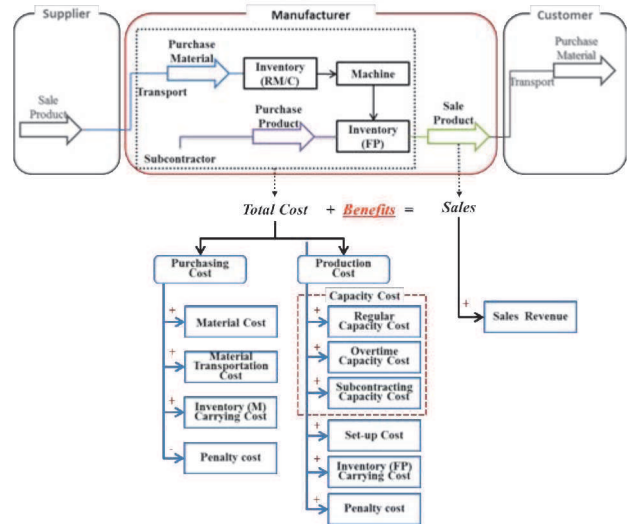 Supplier
Manufacturer
Customer
Purchase
Material
Inventory
(RM/C)
Machine
Transport
Sale
Product
Purchase
Product
Inventory
(FP)
Sale
Product
Subcontractor
Purchase
Material
Transport
Total Cost + Benefits = Sales
Purchasing
Cost
Production
Cost
Capacity Cost
+ Material Cost
+ Material
Transportation
Cost
+ Inventory (M)
Carrying Cost
- Penalty cost
+ Regular
Capacity Cost
+ Overtime
Capacity Cost
+ Subcontracting
Capacity Cost
+ Set-up Cost
+ Inventory (FP)
Carrying Cost
+ Penalty cost
+ Sales Revenue